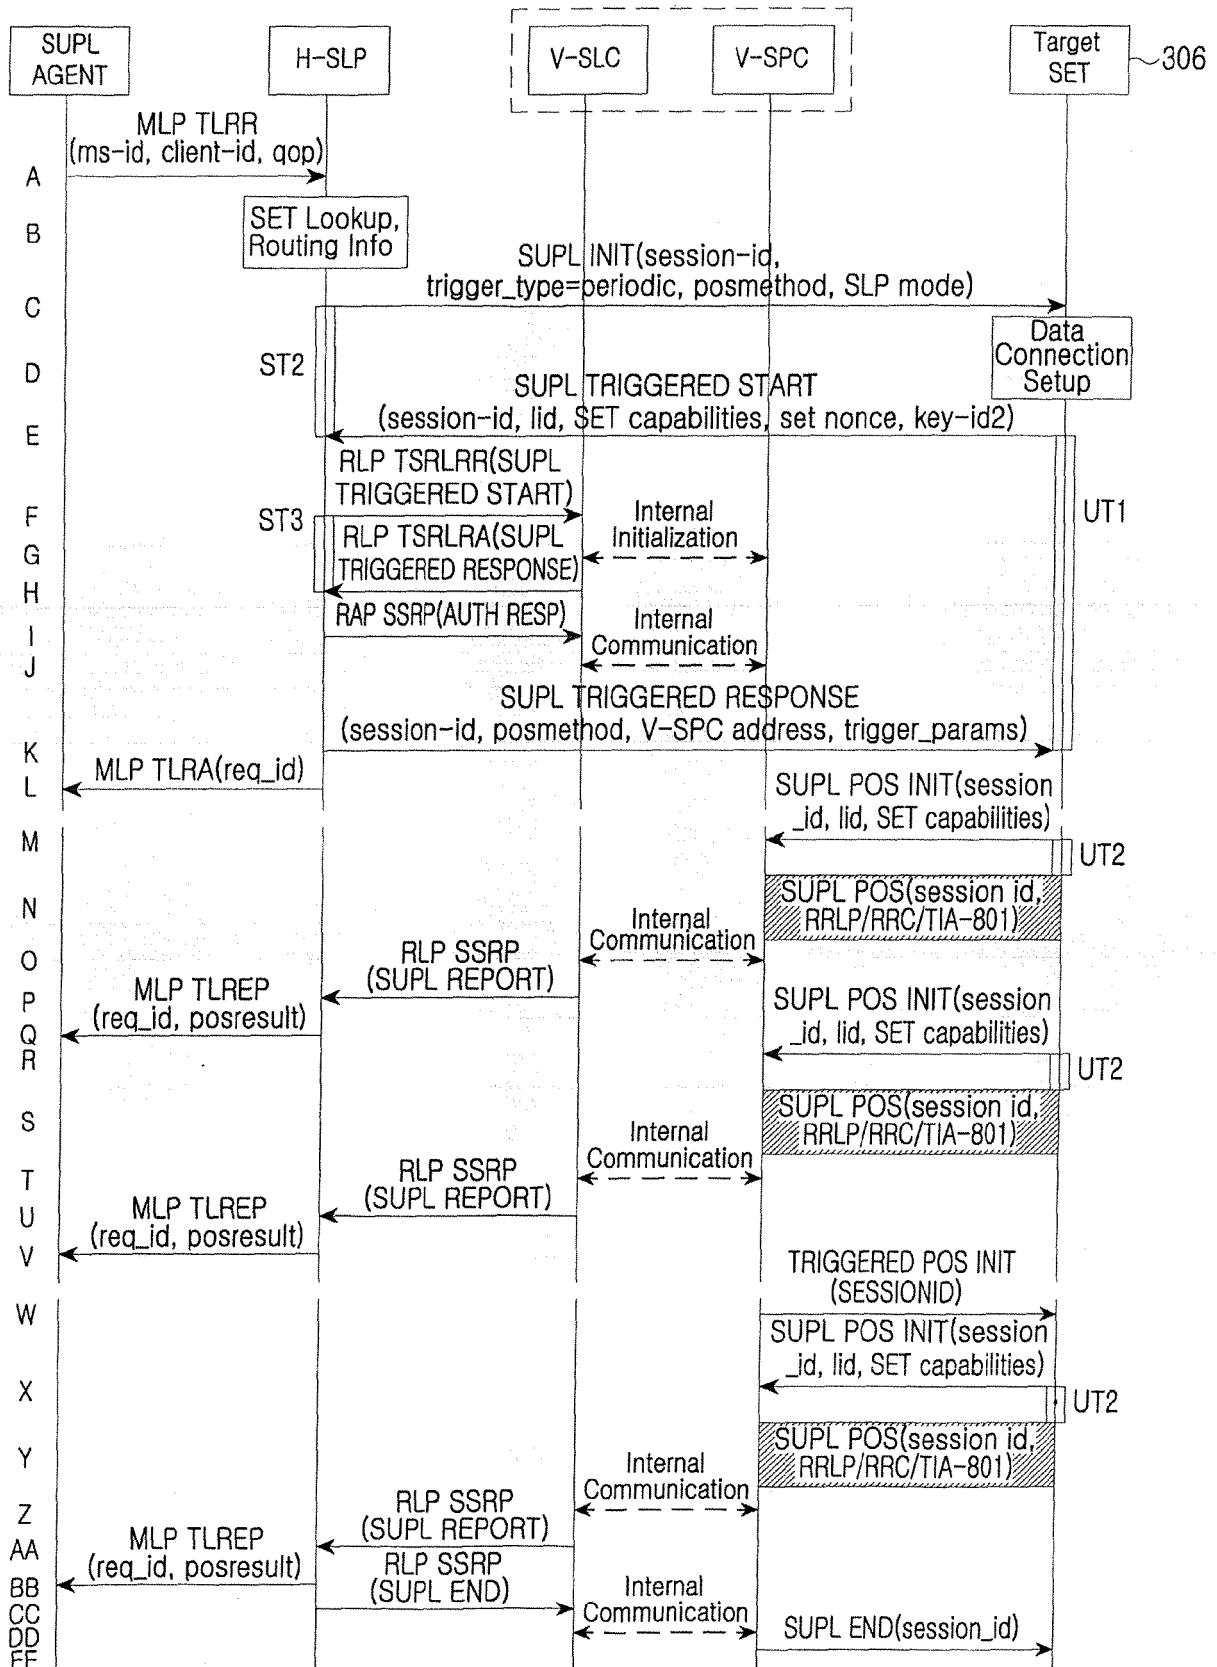 SUPL
AGENT
H-SLP
V-SLC
V-SPC
Target
SET
306
MLP TLRR
(ms-id, client-id, qop)
A
SET Lookup,
Routing Info
B
SUPL INIT(session-id,
trigger_type=periodic, posmethod, SLP mode)
C
Data
Connection
Setup
ST2
D
SUPL TRIGGERED START
(session-id, lid, SET capabilities, set nonce, key-id2)
E
RLP TSRLRR(SUPL
TRIGGERED START)
F
ST3
Internal
Initialization
UT1
RLP TSRLRA(SUPL
TRIGGERED RESPONSE)
G
H
RAP SSRP(AUTH RESP)
I
Internal
Communication
J
SUPL TRIGGERED RESPONSE
(session-id, posmethod, V-SPC address, trigger_params)
K
MLP TLRA(req_id)
L
SUPL POS INIT(session
_id, lid, SET capabilities)
M
UT2
SUPL POS(session id,
RRLP/RRC/TIA-801)
N
Internal
Communication
O
RLP SSRP
(SUPL REPORT)
P
MLP TLREP
(req_id, posresult)
Q
SUPL POS INIT(session
_id, lid, SET capabilities)
R
UT2
SUPL POS(session id,
RRLP/RRC/TIA-801)
S
Internal
Communication
T
RLP SSRP
(SUPL REPORT)
U
MLP TLREP
(req_id, posresult)
V
TRIGGERED POS INIT
(SESSIONID)
W
SUPL POS INIT(session
_id, lid, SET capabilities)
X
UT2
SUPL POS(session id,
RRLP/RRC/TIA-801)
Y
Internal
Communication
Z
RLP SSRP
(SUPL REPORT)
AA
MLP TLREP
(req_id, posresult)
BB
RLP SSRP
(SUPL END)
CC
Internal
Communication
DD
SUPL END(session_id)
EE